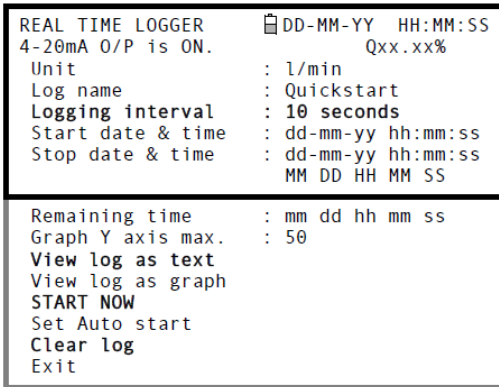 REAL TIME LOGGER DD-MM-YY HH:MM:SS
4-20mA O/P is ON. Qxx.xx%
Unit : l/min
Log name : Quickstart
Logging interval : 10 seconds
Start date & time : dd-mm-yy hh:mm:ss
Stop date & time : dd-mm-yy hh:mm:ss
MM DD HH MM SS
Remaining time : mm dd hh mm ss
Graph Y axis max. : 50
View log as text
View log as graph
START NOW
Set Auto start
Clear log
Exit